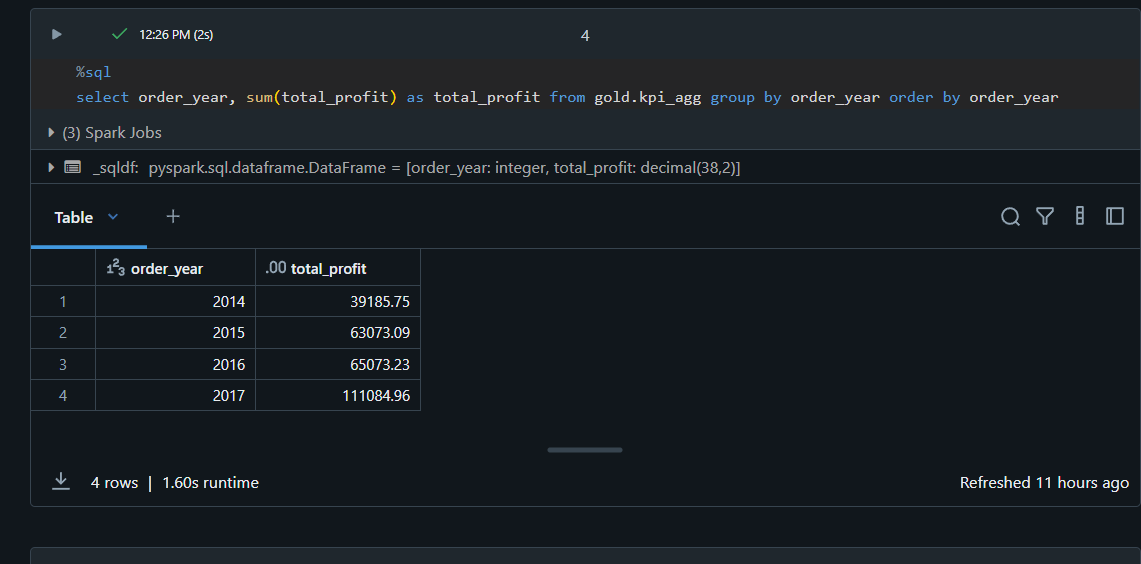 12:26 PM (2s)
4
%sql
select order_year, sum(total_profit) as total_profit from gold.kpi_agg group by order_year order by order_year
(3) Spark Jobs
_sqldf: pyspark.sql.dataframe.DataFrame = [order_year: integer, total_profit: decimal(38,2)]
Table
123 order_year .00 total_profit
1 2014 39185.75
2 2015 63073.09
3 2016 65073.23
4 2017 111084.96
4 rows | 1.60s runtime
Refreshed 11 hours ago